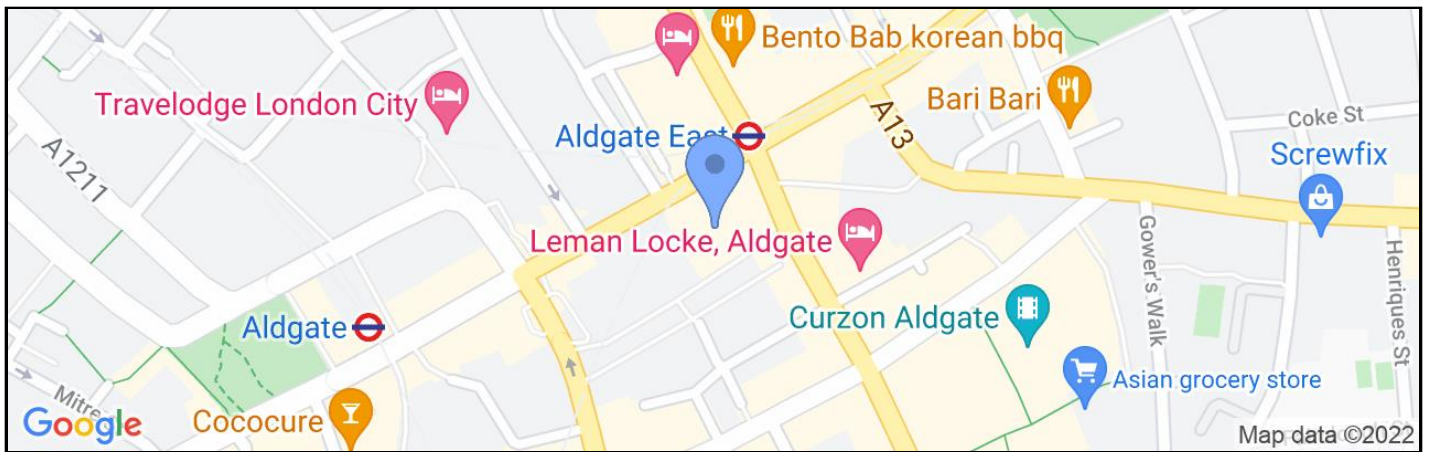 Bento Bab korean bbq
Travelodge London City
Bari Bari
A13
Coke St
Aldgate East
Screwfix
A1211
Leman Locke, Aldgate
Gower's Walk
Henriques St
Curzon Aldgate
Aldgate
Asian grocery store
Google
Cococure
Map data ©2022